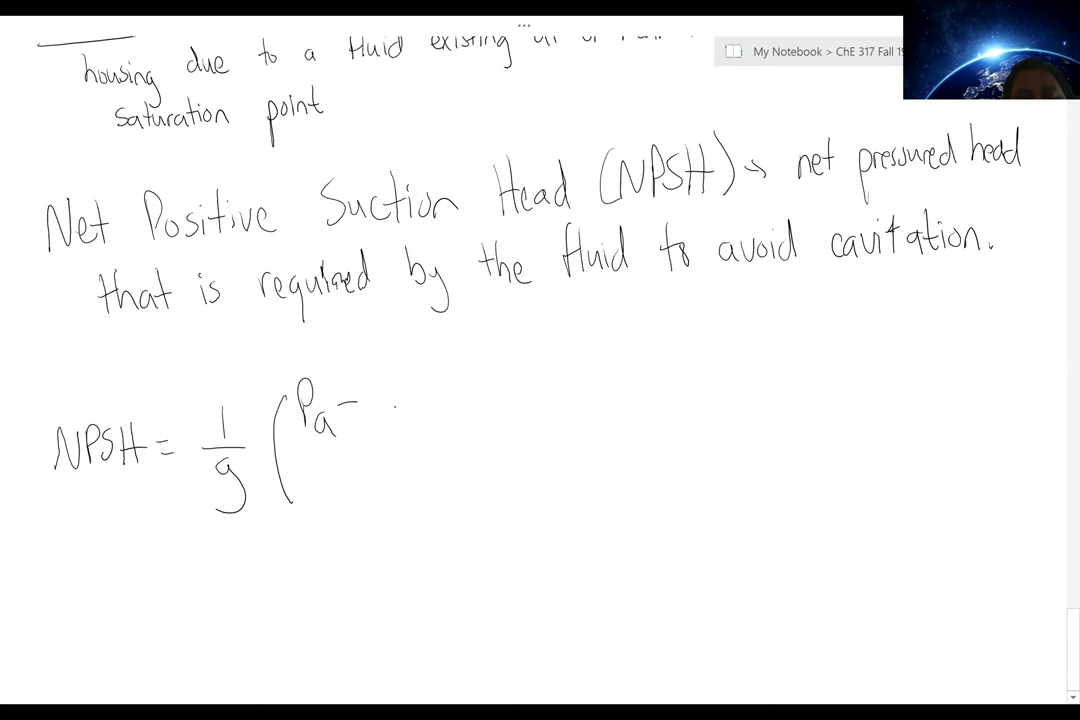 My Notebook > ChE 317 Fall
housing due to a fluid existing
saturation point
Net Positive Suction Head (NPSH) → net pressured head
that is required by the fluid to avoid cavitation.
NPSH = 1/g ( Pa -